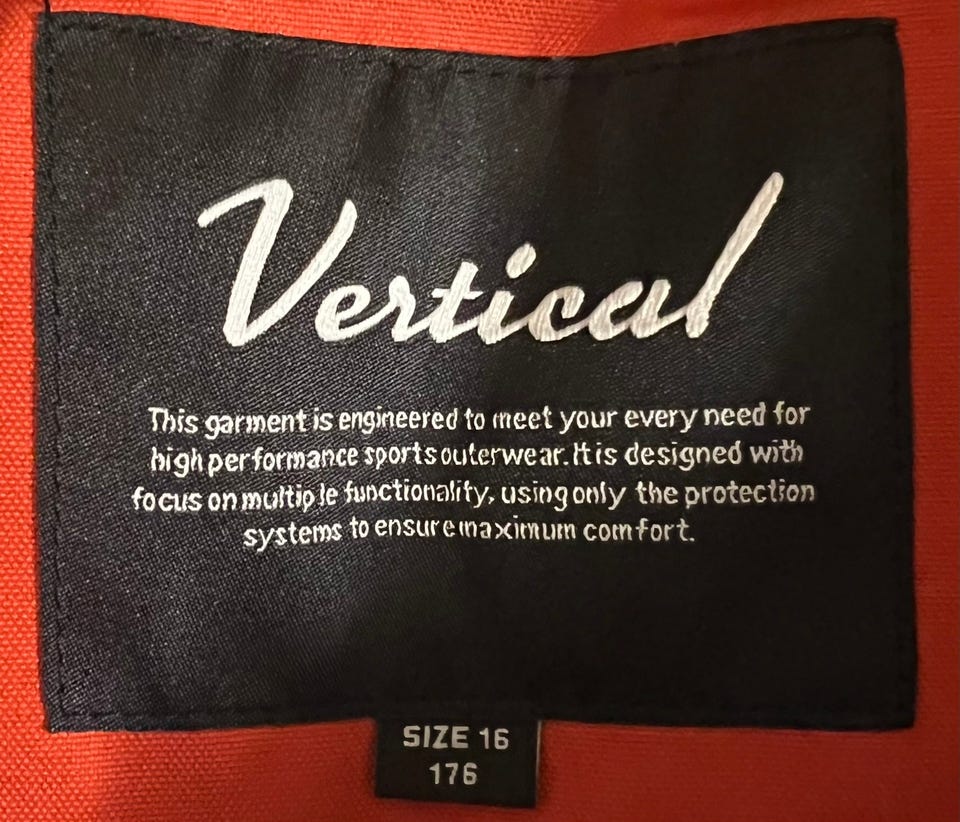 Vertical
This garment is engineered to meet your every need for
high performance sports outerwear. It is designed with
focus on multiple functionality, using only the protection
systems to ensure maximum comfort.
SIZE 16
176